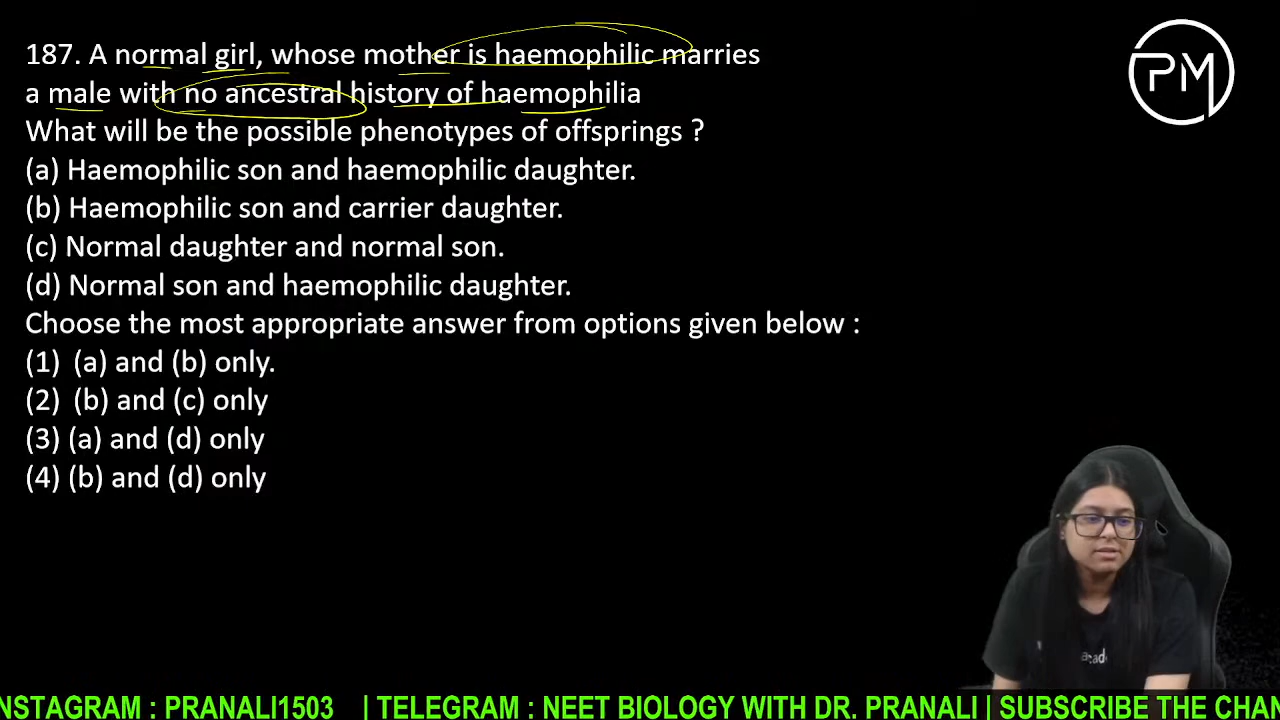 187. A normal girl, whose mother is haemophilic marries
a male with no ancestral history of haemophilia
What will be the possible phenotypes of offsprings ?
(a) Haemophilic son and haemophilic daughter.
(b) Haemophilic son and carrier daughter.
(c) Normal daughter and normal son.
(d) Normal son and haemophilic daughter.
Choose the most appropriate answer from options given below :
(1) (a) and (b) only.
(2) (b) and (c) only
(3) (a) and (d) only
(4) (b) and (d) only
PM
NSTAGRAM : PRANALI1503 | TELEGRAM : NEET BIOLOGY WITH DR. PRANALI | SUBSCRIBE THE CHAN